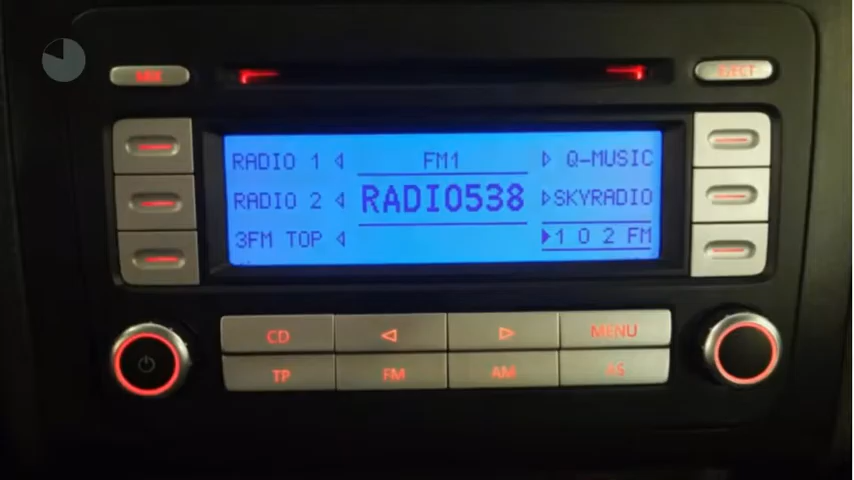 MIX
EJECT
RADIO 1 FM1 Q-MUSIC
RADIO 2 RADIO538 SKYRADIO
3FM TOP 1 0 2 FM
CD MENU
TP FM AM AS